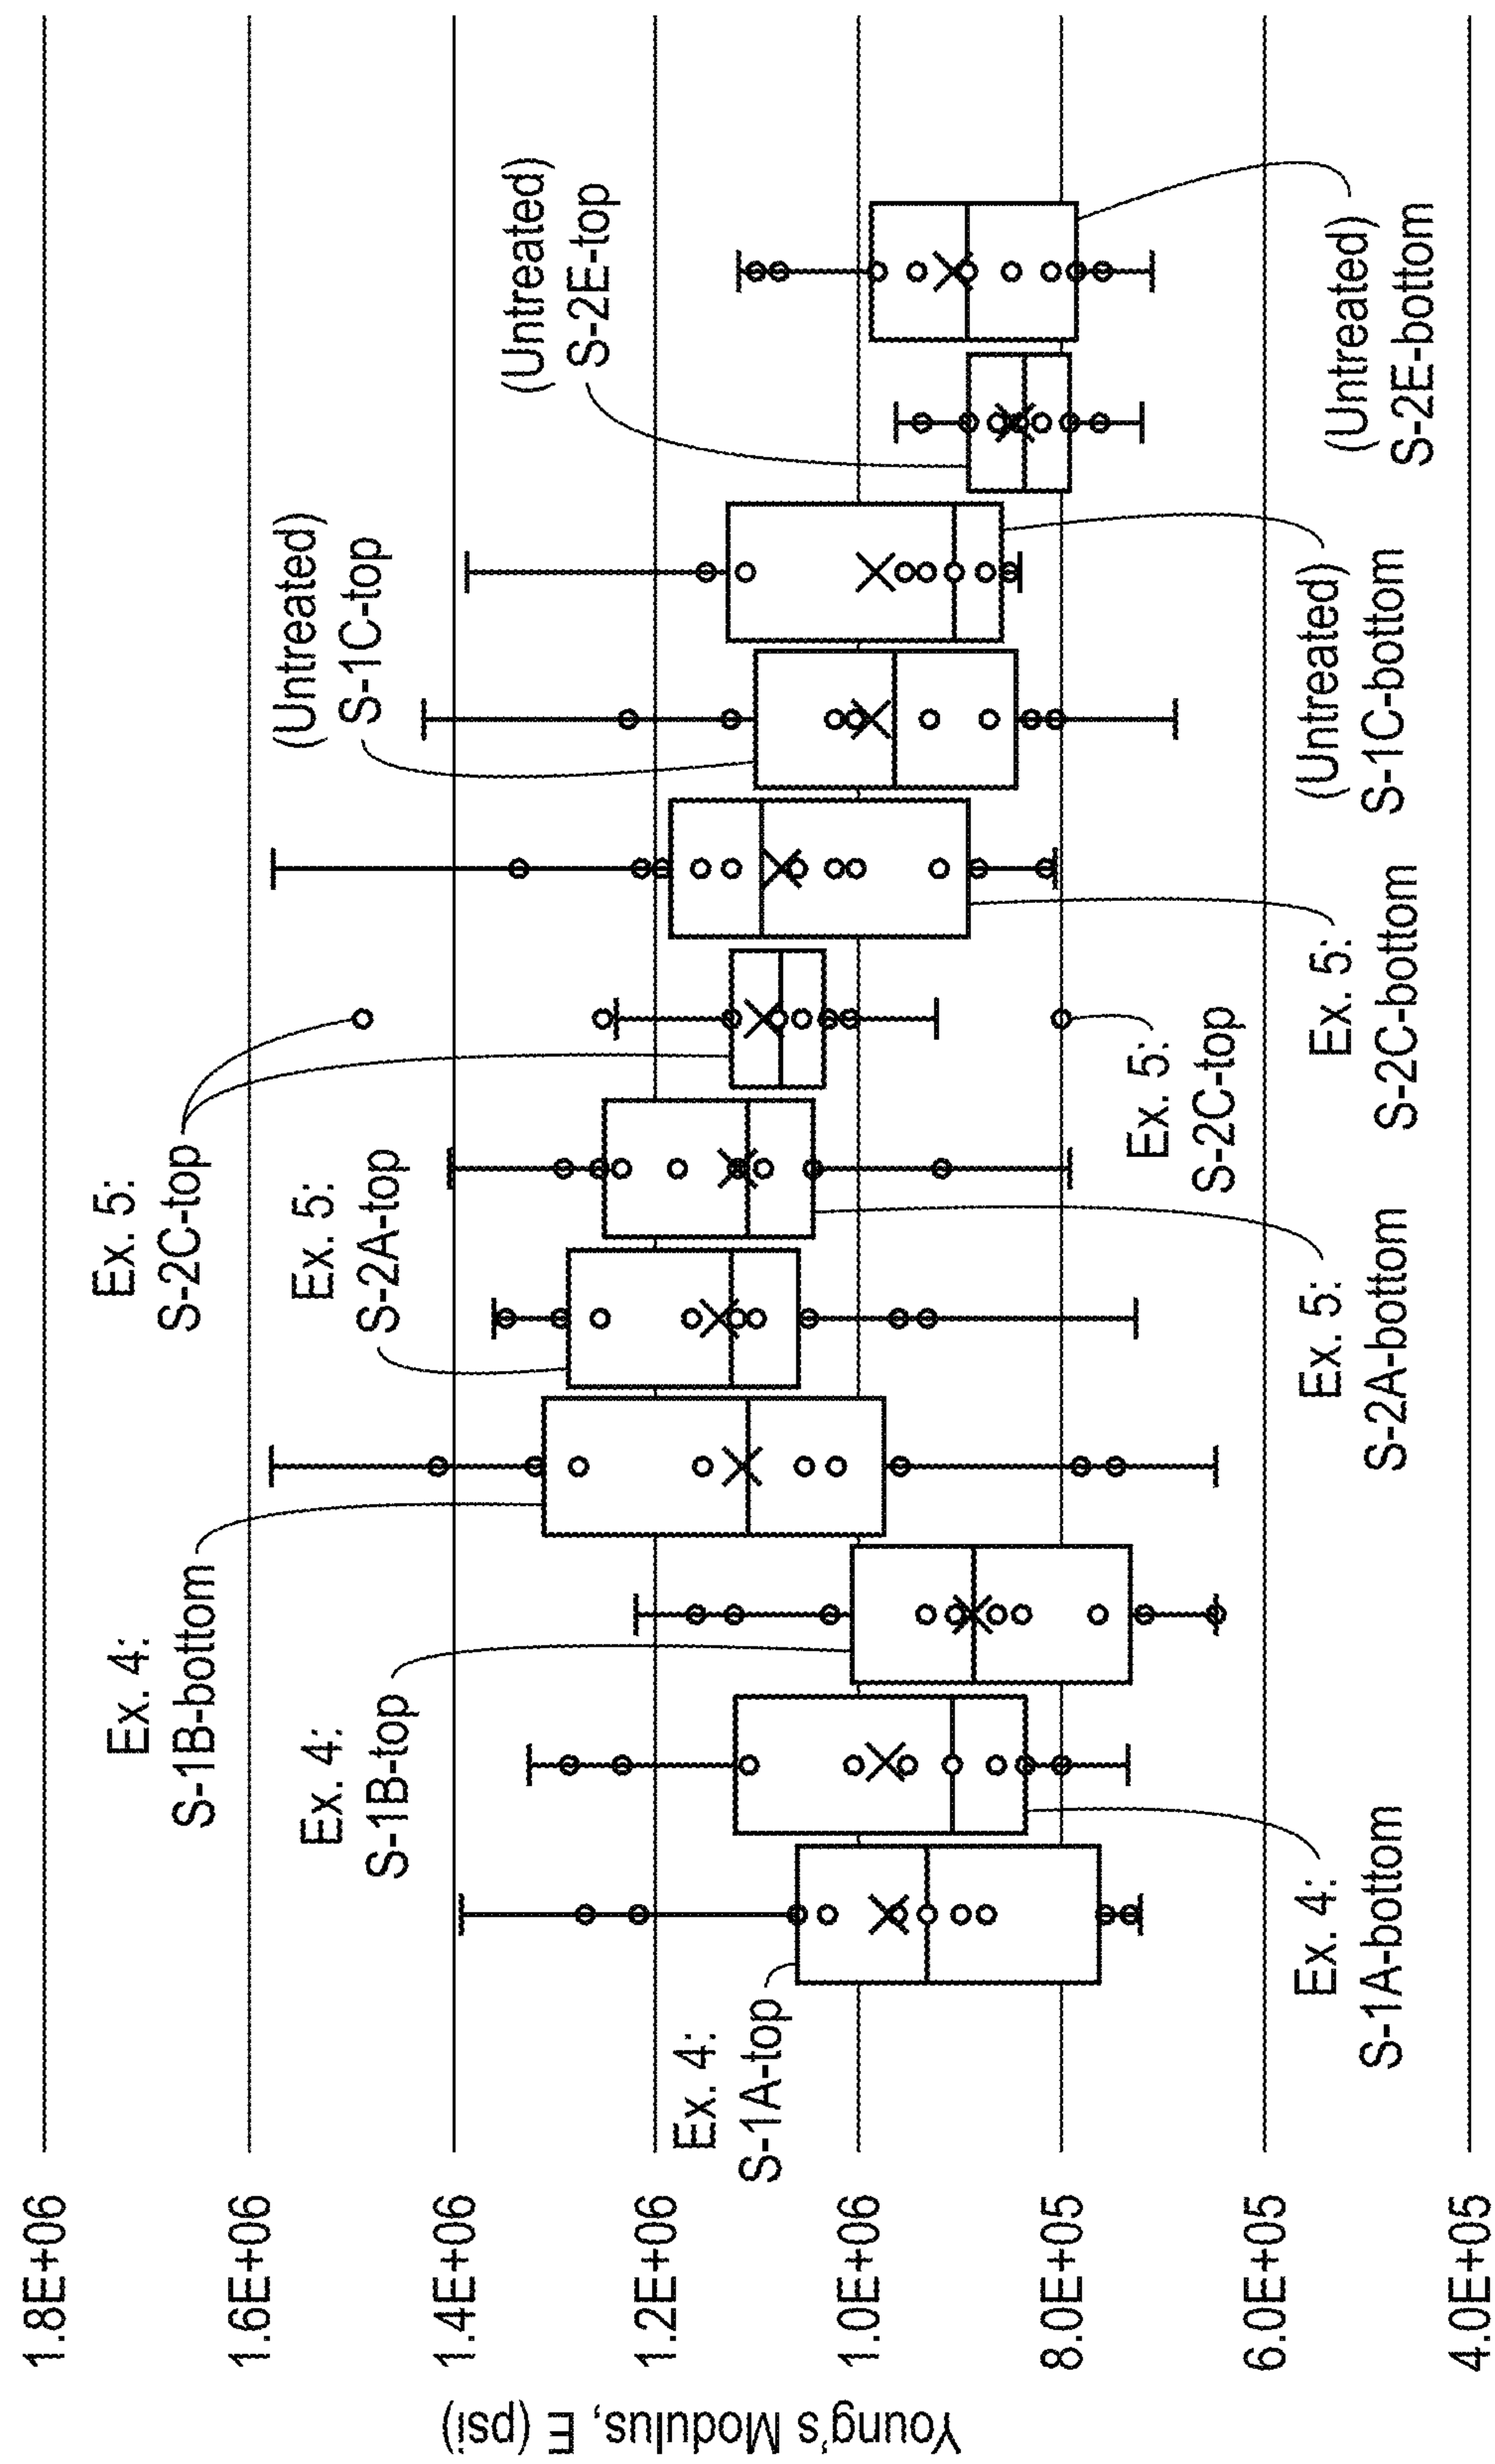 1.8E+06
1.6E+06
1.4E+06
1.2E+06
1.0E+06
8.0E+05
6.0E+05
4.0E+05
Young's Modulus, E (psi)
Ex. 4:
S-1A-top
Ex. 4:
S-1A-bottom
Ex. 4:
S-1B-top
Ex. 4:
S-1B-bottom
Ex. 5:
S-2A-top
Ex. 5:
S-2A-bottom
Ex. 5:
S-2C-top
Ex. 5:
S-2C-top
Ex. 5:
S-2C-bottom
(Untreated)
S-1C-top
(Untreated)
S-1C-bottom
(Untreated)
S-2E-top
(Untreated)
S-2E-bottom